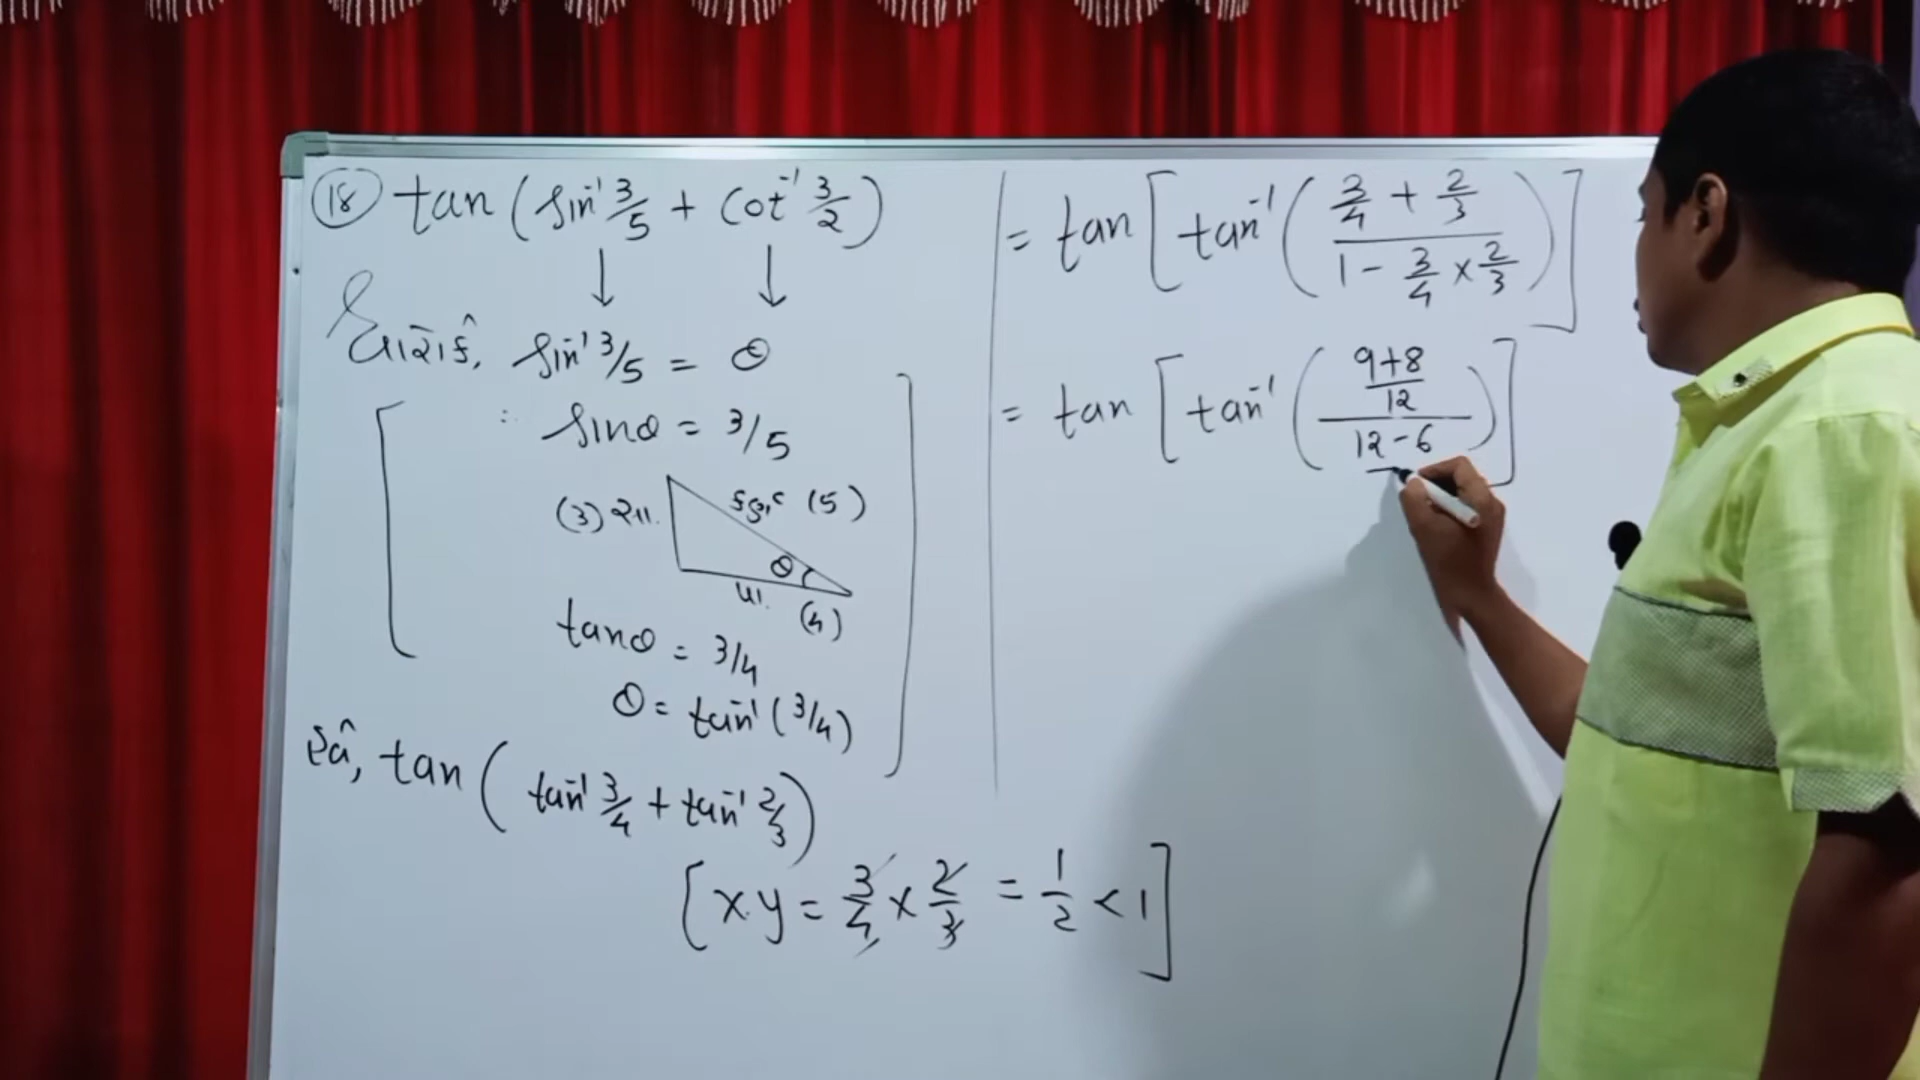 (18) tan (sin⁻¹ 3/5 + cot⁻¹ 3/2)
↓ ↓
ધારોકે, sin⁻¹ 3/5 = θ
∴ sinθ = 3/5
(3) સા. કર્ણ (5)
θ
પા. (4)
tanθ = 3/4
θ = tan⁻¹ (3/4)
હવે, tan (tan⁻¹ 3/4 + tan⁻¹ 2/3)
[x.y = 3/4 × 2/3 = 1/2 < 1]
= tan [tan⁻¹ ((3/4 + 2/3)/(1 - 3/4 × 2/3))]
= tan [tan⁻¹ (((9+8)/12)/(12-6))]